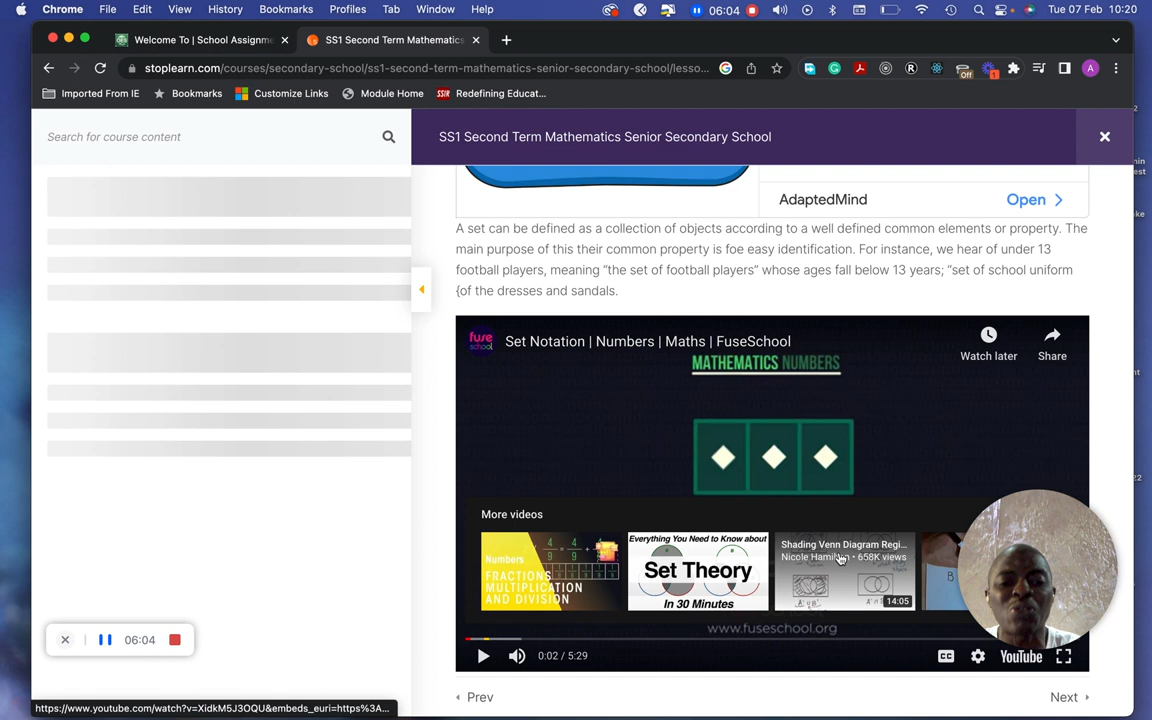 Chrome File Edit View History Bookmarks Profiles Tab Window Help 06:04 Tue 07 Feb 10:20
Welcome To | School Assignme
SS1 Second Term Mathematics
stoplearn.com/courses/secondary-school/ss1-second-term-mathematics-senior-secondary-school/lesso...
Off
1
A
Imported From IE
Bookmarks
Customize Links
Module Home
SSIR Redefining Educat...
Search for course content
SS1 Second Term Mathematics Senior Secondary School
AdaptedMind
Open
A set can be defined as a collection of objects according to a well defined common elements or property. The
main purpose of this their common property is foe easy identification. For instance, we hear of under 13
football players, meaning “the set of football players” whose ages fall below 13 years; “set of school uniform
{of the dresses and sandals.
fuse
school
Set Notation | Numbers | Maths | FuseSchool
Watch later
Share
MATHEMATICS NUMBERS
More videos
Numbers
FRACTIONS
MULTIPLICATION
AND DIVISION
Everything You Need to Know about
Set Theory
In 30 Minutes
Shading Venn Diagram Regi...
Nicole Hamilton • 658K views
14:05
B
www.fuseschool.org
0:02 / 5:29
CC
YouTube
06:04
Prev
Next
https://www.youtube.com/watch?v=XidkM5J3OQU&embeds_euri=https%3A...